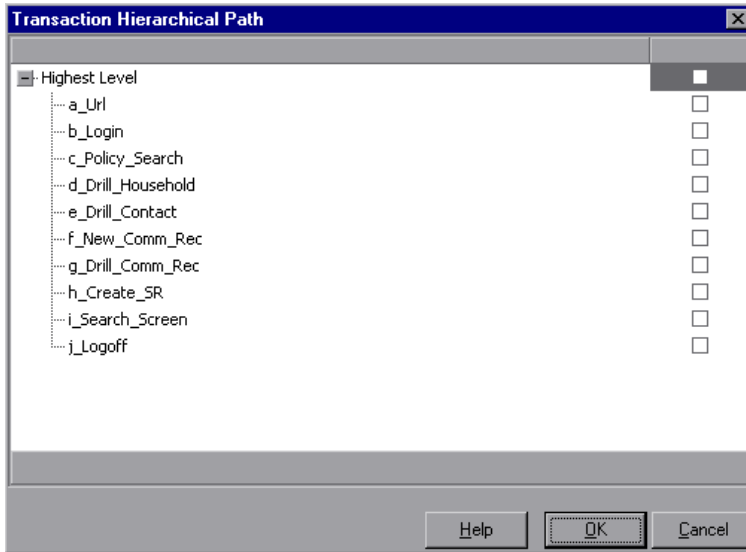 Transaction Hierarchical Path
Highest Level
a_Url
b_Login
c_Policy_Search
d_Drill_Household
e_Drill_Contact
f_New_Comm_Rec
g_Drill_Comm_Rec
h_Create_SR
i_Search_Screen
j_Logoff
Help OK Cancel